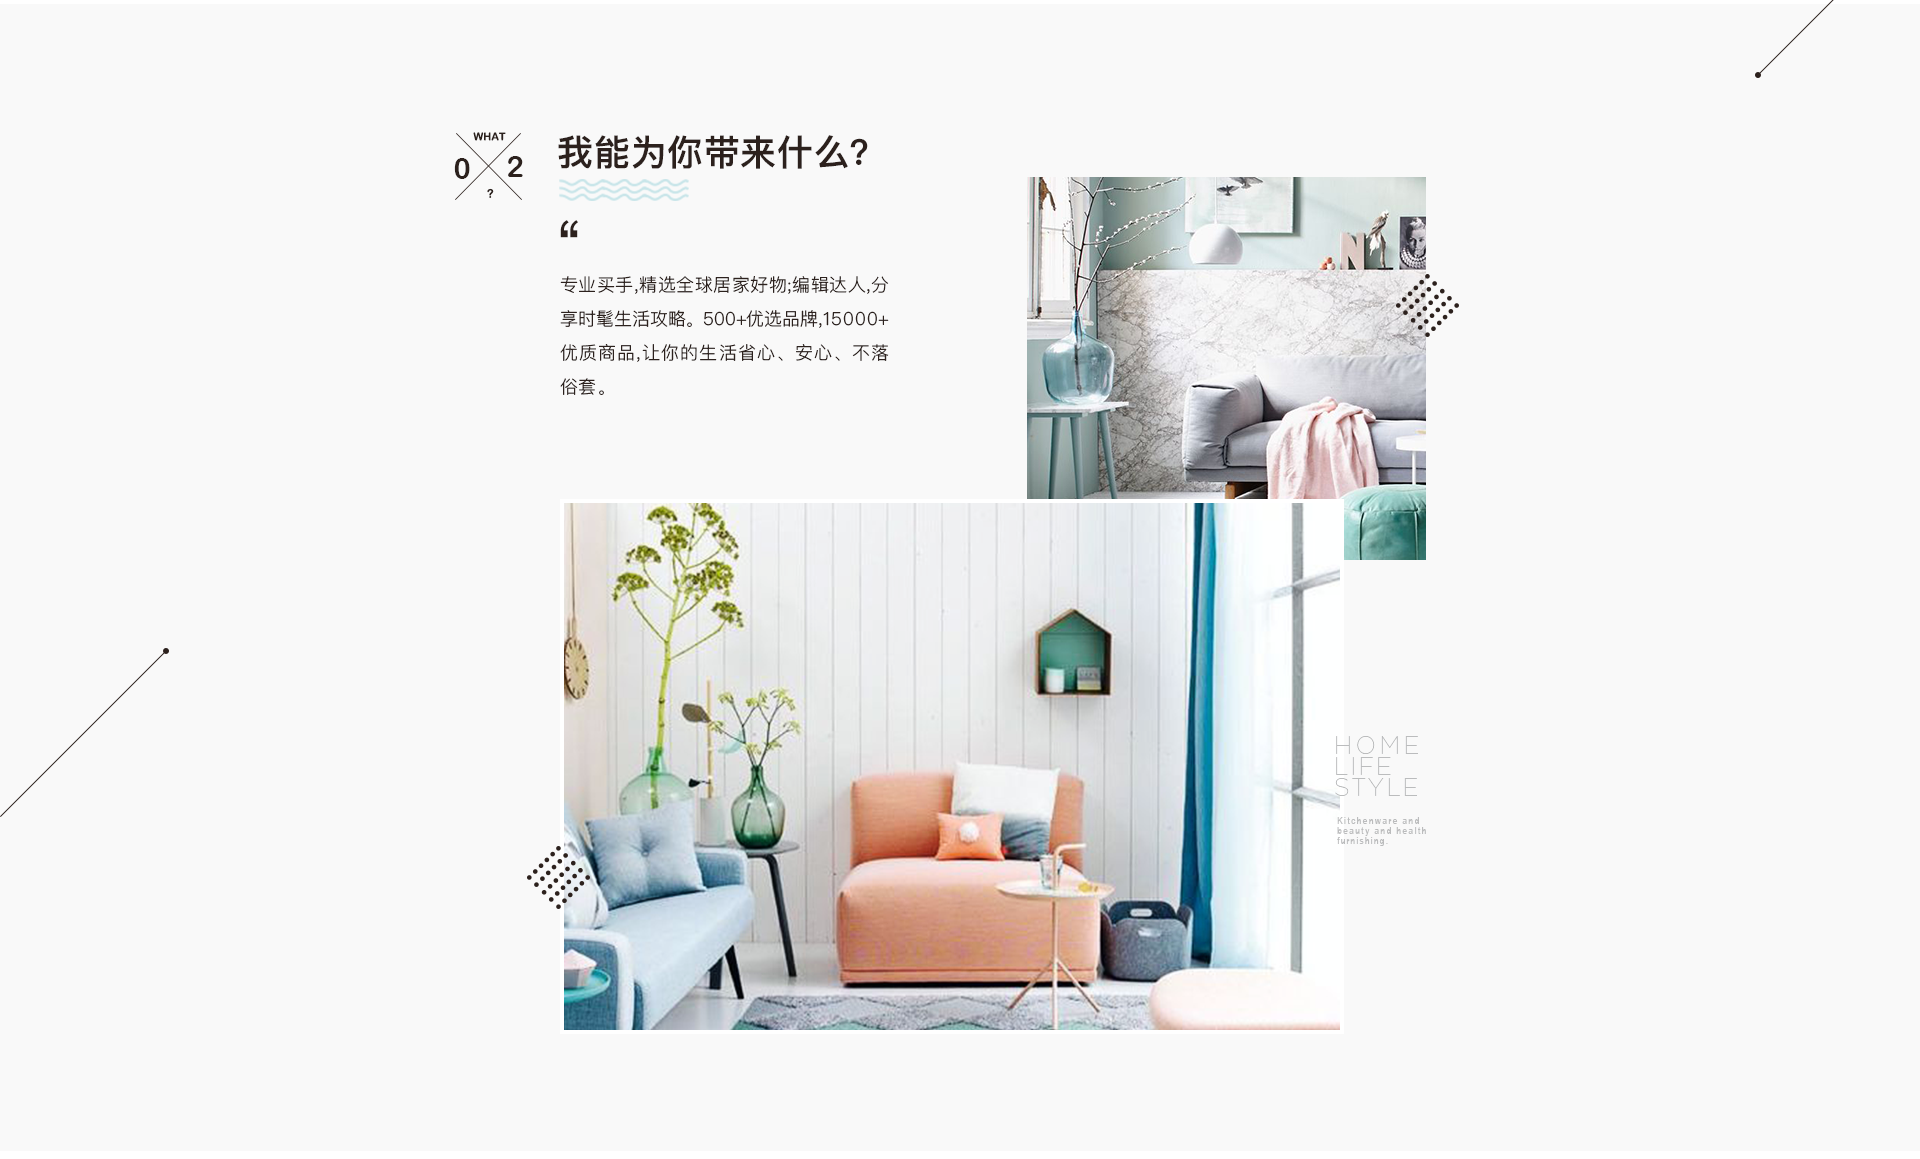 WHAT
0 2
?
我能为你带来什么?
“
专业买手,精选全球居家好物;编辑达人,分
享时髦生活攻略。500+优选品牌,15000+
优质商品,让你的生活省心、安心、不落
俗套。
N
HOME
LIFE
STYLE
Kitchenware and
beauty and health
furnishing.